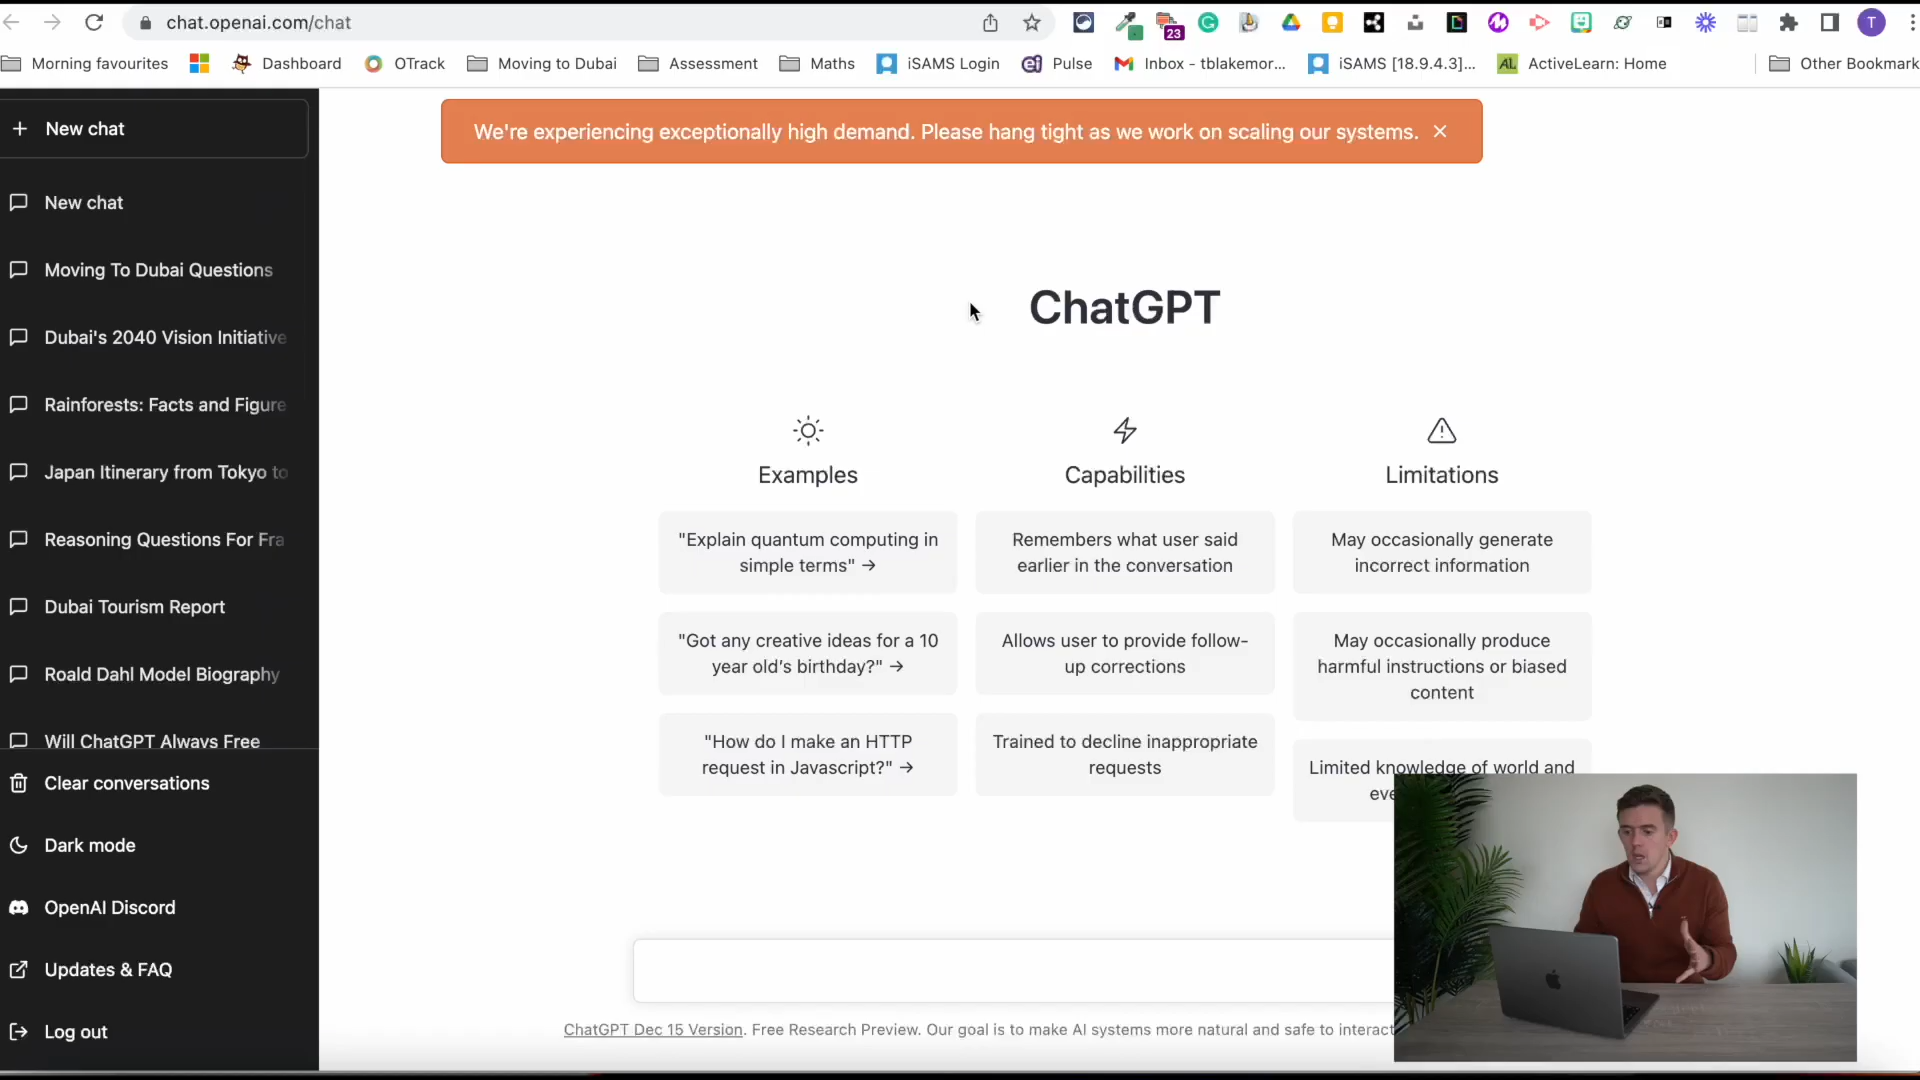 chat.openai.com/chat
23
T
Morning favourites
Dashboard
OTrack
Moving to Dubai
Assessment
Maths
iSAMS Login
Pulse
Inbox - tblakemor...
iSAMS [18.9.4.3]...
ActiveLearn: Home
Other Bookmark
New chat
New chat
Moving To Dubai Questions
Dubai's 2040 Vision Initiative
Rainforests: Facts and Figure
Japan Itinerary from Tokyo to
Reasoning Questions For Fra
Dubai Tourism Report
Roald Dahl Model Biography
Will ChatGPT Always Free
Clear conversations
Dark mode
OpenAI Discord
Updates & FAQ
Log out
We're experiencing exceptionally high demand. Please hang tight as we work on scaling our systems.
ChatGPT
Examples
"Explain quantum computing in
simple terms" →
"Got any creative ideas for a 10
year old's birthday?" →
"How do I make an HTTP
request in Javascript?" →
Capabilities
Remembers what user said
earlier in the conversation
Allows user to provide follow-
up corrections
Trained to decline inappropriate
requests
Limitations
May occasionally generate
incorrect information
May occasionally produce
harmful instructions or biased
content
Limited knowledge of world and
eve
ChatGPT Dec 15 Version. Free Research Preview. Our goal is to make AI systems more natural and safe to interact